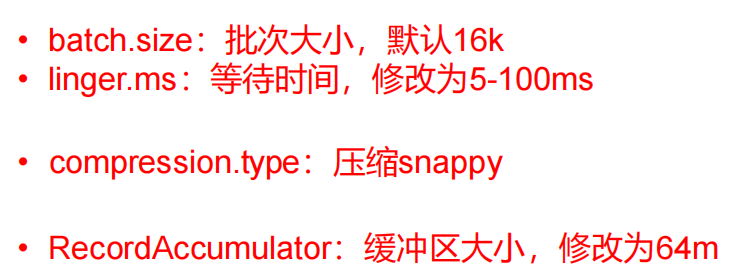 • batch.size：批次大小，默认16k
• linger.ms：等待时间，修改为5-100ms
• compression.type：压缩snappy
• RecordAccumulator：缓冲区大小，修改为64m